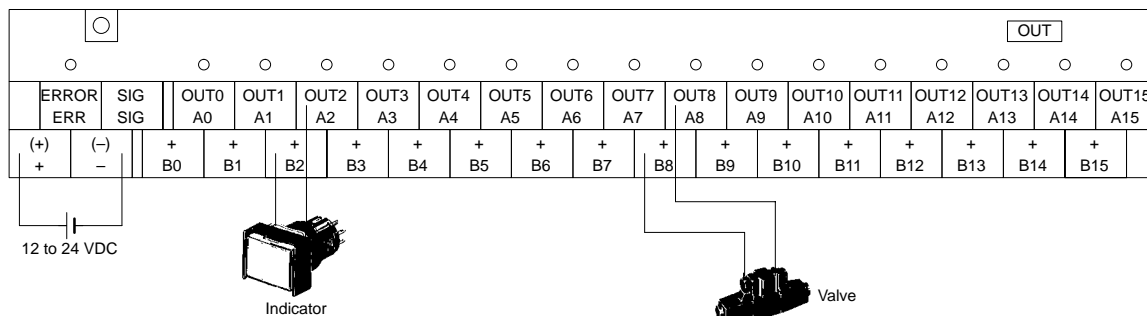 OUT
ERROR SIG OUT0 OUT1 OUT2 OUT3 OUT4 OUT5 OUT6 OUT7 OUT8 OUT9 OUT10 OUT11 OUT12 OUT13 OUT14 OUT15
ERR SIG A0 A1 A2 A3 A4 A5 A6 A7 A8 A9 A10 A11 A12 A13 A14 A15
(+) (–) + + + + + + + + + + + + + + + +
+ – B0 B1 B2 B3 B4 B5 B6 B7 B8 B9 B10 B11 B12 B13 B14 B15
12 to 24 VDC
Indicator
Valve